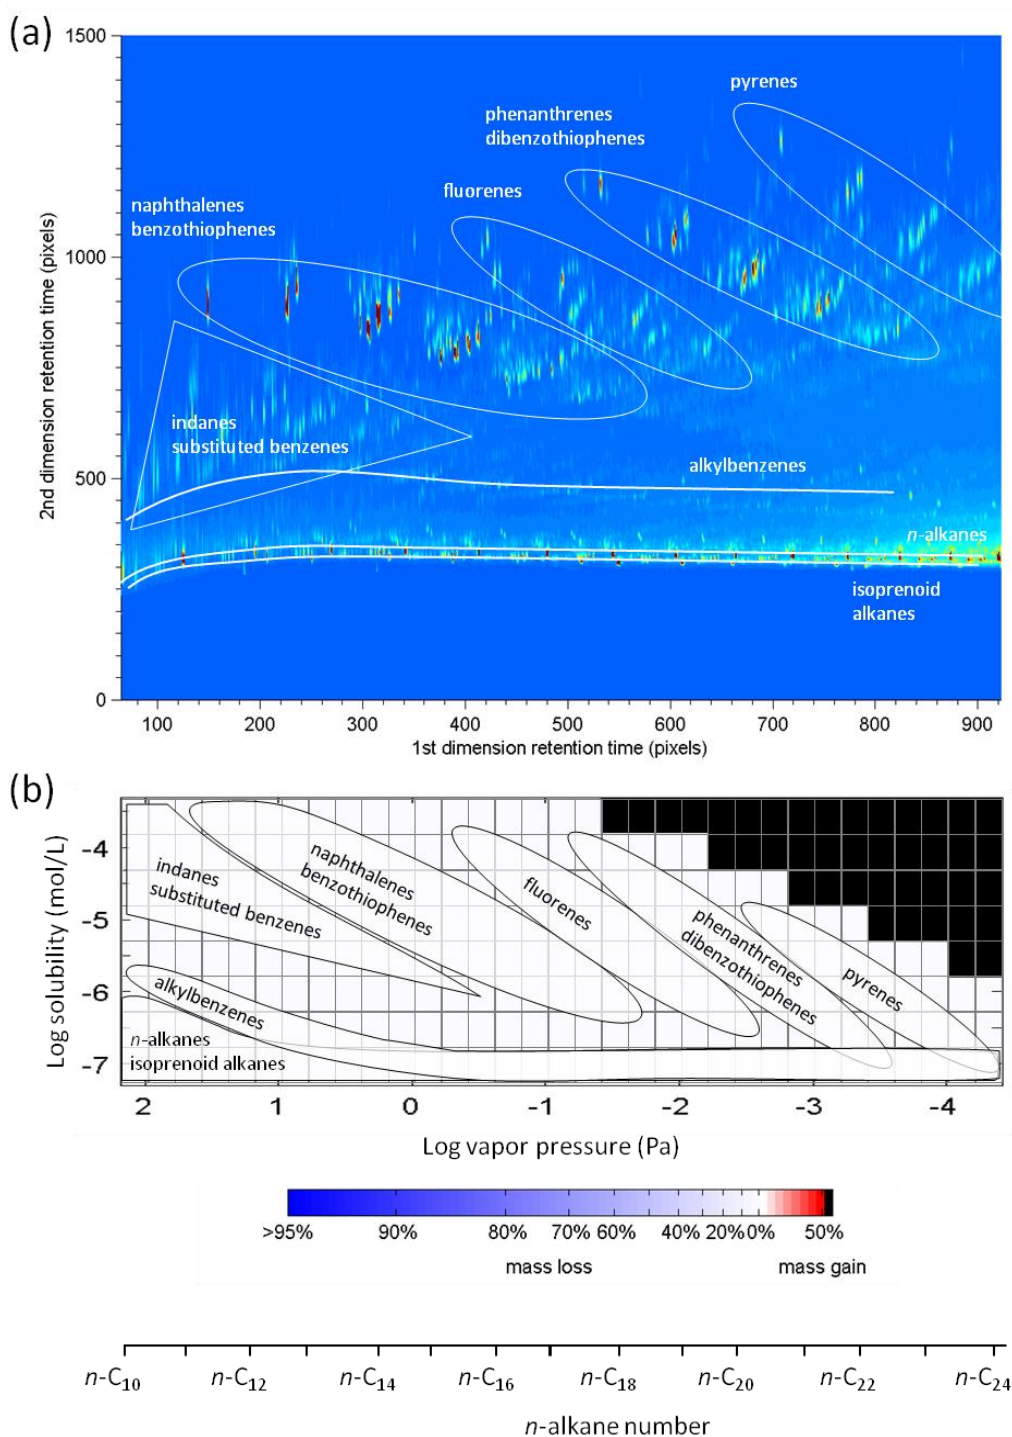 (a)
1500
1000
500
0
2nd dimension retention time (pixels)
pyrenes
phenanthrenes
dibenzothiophenes
fluorenes
naphthalenes
benzothiophenes
indanes
substituted benzenes
alkylbenzenes
n-alkanes
isoprenoid
alkanes
100 200 300 400 500 600 700 800 900
1st dimension retention time (pixels)
(b)
-4
-5
-6
-7
Log solubility (mol/L)
indanes
substituted benzenes
naphthalenes
benzothiophenes
fluorenes
phenanthrenes
dibenzothiophenes
pyrenes
alkylbenzenes
n-alkanes
isoprenoid alkanes
2 1 0 -1 -2 -3 -4
Log vapor pressure (Pa)
>95% 90% 80% 70% 60% 40% 20% 0% 50%
mass loss mass gain
n-C10 n-C12 n-C14 n-C16 n-C18 n-C20 n-C22 n-C24
n-alkane number